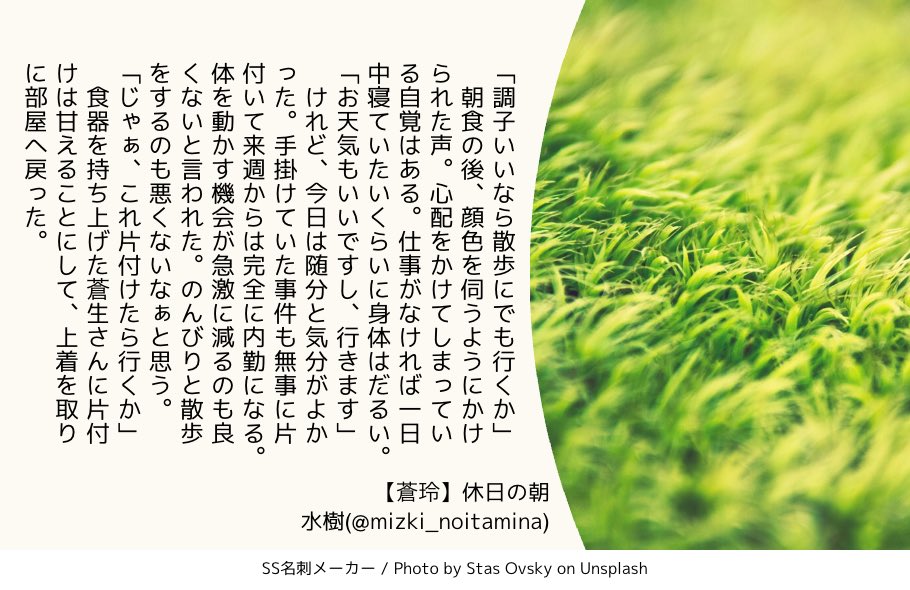 「調子いいなら散歩にでも行くか」
　朝食の後、顔色を伺うようにかけ
られた声。心配をかけてしまってい
る自覚はある。仕事がなければ一日
中寝ていたいくらいに身体はだるい。
「お天気もいいですし、行きます」
　けれど、今日は随分と気分がよか
った。手掛けていた事件も無事に片
付いて来週からは完全に内勤になる。
体を動かす機会が急激に減るのも良
くないと言われた。のんびりと散歩
をするのも悪くないなぁと思う。
「じゃぁ、これ片付けたら行くか」
　食器を持ち上げた蒼生さんに片付
けは甘えることにして、上着を取り
に部屋へ戻った。
【蒼玲】休日の朝
水樹(@mizki_noitamina)
SS名刺メーカー / Photo by Stas Ovsky on Unsplash